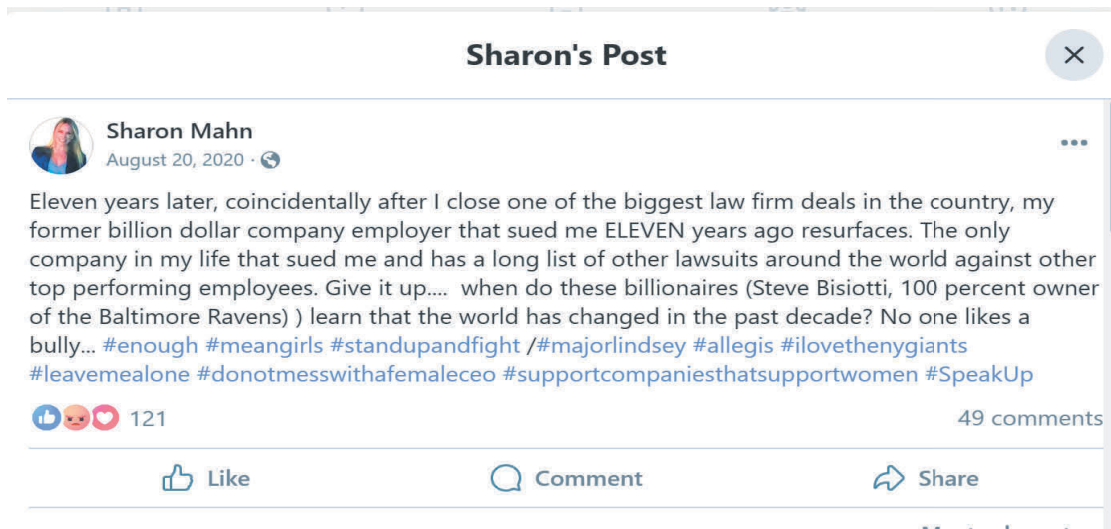 Sharon's Post
Sharon Mahn
August 20, 2020 ·
Eleven years later, coincidentally after I close one of the biggest law firm deals in the country, my
former billion dollar company employer that sued me ELEVEN years ago resurfaces. The only
company in my life that sued me and has a long list of other lawsuits around the world against other
top performing employees. Give it up.... when do these billionaires (Steve Bisiotti, 100 percent owner
of the Baltimore Ravens) ) learn that the world has changed in the past decade? No one likes a
bully... #enough #meangirls #standupandfight /#majorlindsey #allegis #ilovethenygiants
#leavemealone #donotmesswithafemaleceo #supportcompaniesthatsupportwomen #SpeakUp
121
49 comments
Like
Comment
Share